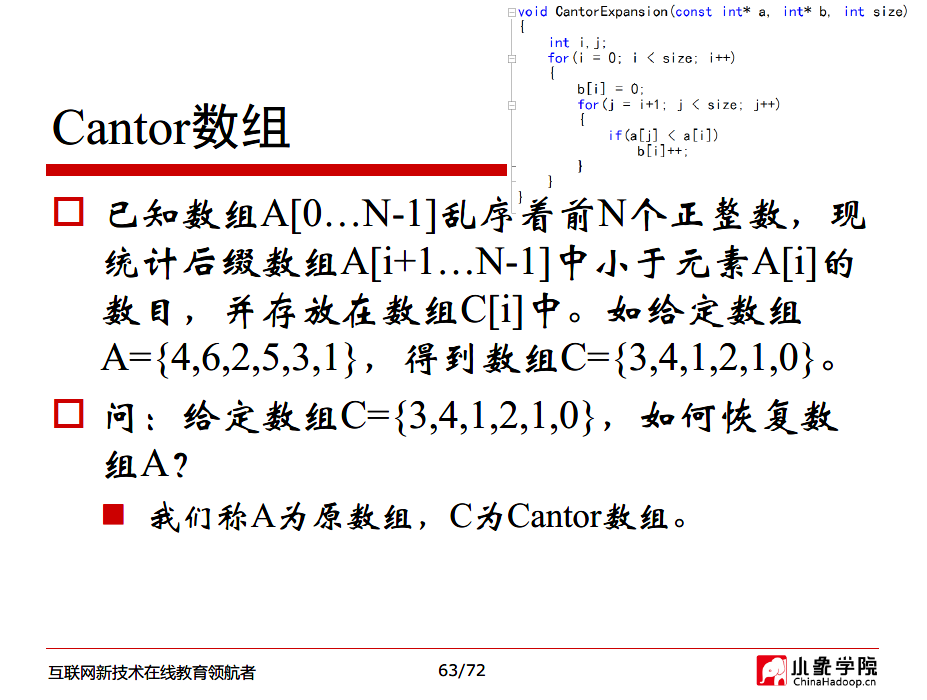 void CantorExpansion(const int* a, int* b, int size)
{
int i,j;
for(i = 0; i < size; i++)
{
b[i] = 0;
for(j = i+1; j < size; j++)
{
if(a[j] < a[i])
b[i]++;
}
}
}
Cantor数组
已知数组A[0…N-1]乱序着前N个正整数，现
统计后缀数组A[i+1…N-1]中小于元素A[i]的
数目，并存放在数组C[i]中。如给定数组
A={4,6,2,5,3,1}，得到数组C={3,4,1,2,1,0}。
问：给定数组C={3,4,1,2,1,0}，如何恢复数
组A？
我们称A为原数组，C为Cantor数组。
互联网新技术在线教育领航者
63/72
小象学院
ChinaHadoop.cn